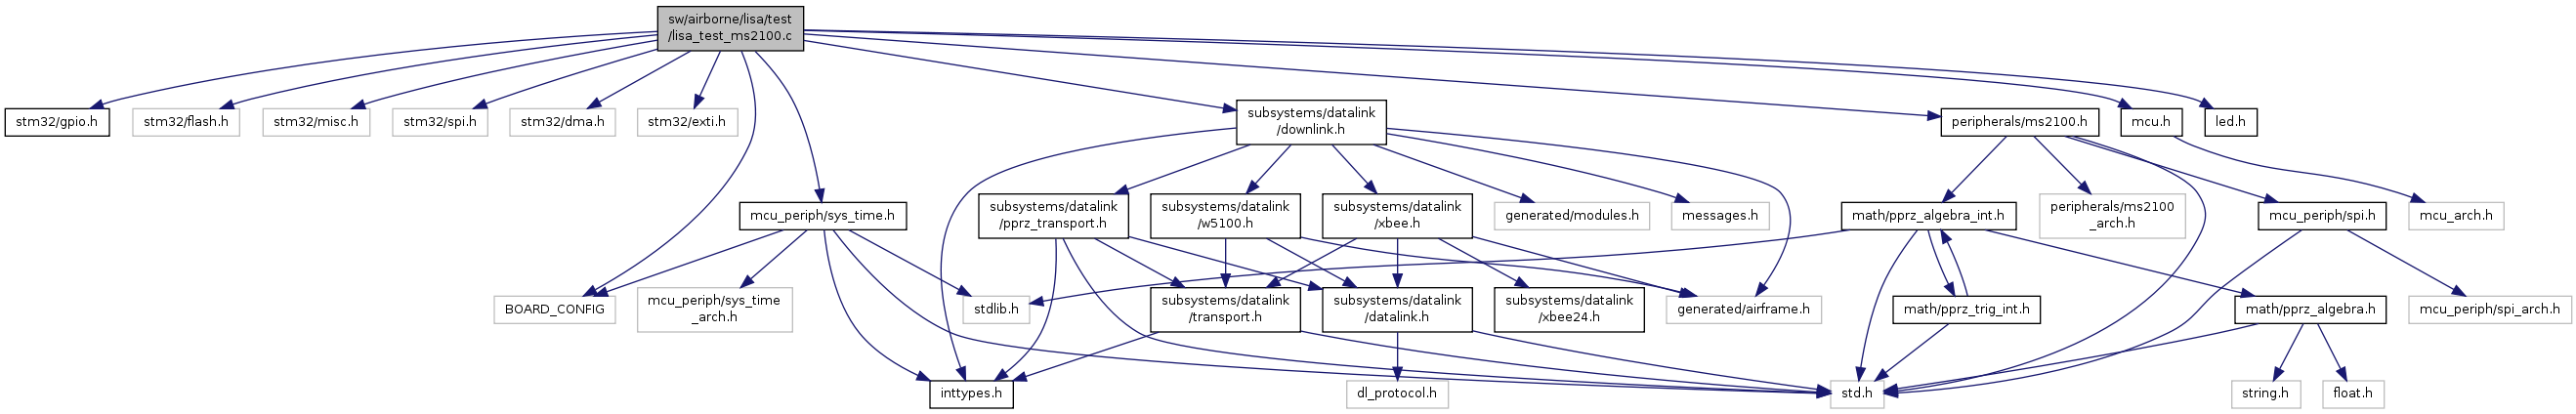 sw/airborne/lisa/test
/lisa_test_ms2100.c
stm32/gpio.h
stm32/flash.h
stm32/misc.h
stm32/spi.h
stm32/dma.h
stm32/exti.h
subsystems/datalink
/downlink.h
peripherals/ms2100.h
mcu.h
led.h
mcu_periph/sys_time.h
subsystems/datalink
/pprz_transport.h
subsystems/datalink
/w5100.h
subsystems/datalink
/xbee.h
generated/modules.h
messages.h
math/pprz_algebra_int.h
peripherals/ms2100
_arch.h
mcu_periph/spi.h
mcu_arch.h
BOARD_CONFIG
mcu_periph/sys_time
_arch.h
stdlib.h
subsystems/datalink
/transport.h
subsystems/datalink
/datalink.h
subsystems/datalink
/xbee24.h
generated/airframe.h
math/pprz_trig_int.h
math/pprz_algebra.h
mcu_periph/spi_arch.h
inttypes.h
dl_protocol.h
std.h
string.h
float.h